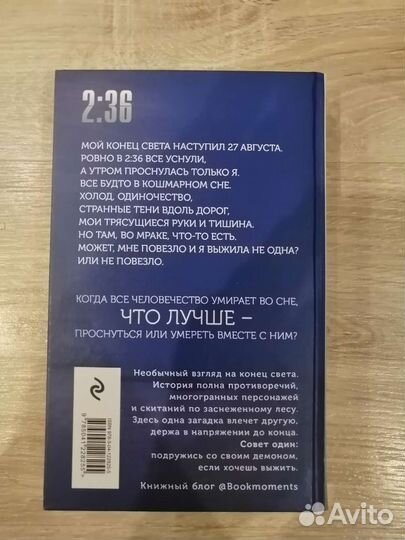 2:36
МОЙ КОНЕЦ СВЕТА НАСТУПИЛ 27 АВГУСТА.
РОВНО В 2:36 ВСЕ УСНУЛИ,
А УТРОМ ПРОСНУЛАСЬ ТОЛЬКО Я.
ВСЕ БУДТО В КОШМАРНОМ СНЕ.
ХОЛОД, ОДИНОЧЕСТВО,
СТРАННЫЕ ТЕНИ ВДОЛЬ ДОРОГ,
МОИ ТРЯСУЩИЕСЯ РУКИ И ТИШИНА.
НО ТАМ, ВО МРАКЕ, ЧТО-ТО ЕСТЬ.
МОЖЕТ, МНЕ ПОВЕЗЛО И Я ВЫЖИЛА НЕ ОДНА?
ИЛИ НЕ ПОВЕЗЛО.
КОГДА ВСЕ ЧЕЛОВЕЧЕСТВО УМИРАЕТ ВО СНЕ,
ЧТО ЛУЧШЕ –
ПРОСНУТЬСЯ ИЛИ УМЕРЕТЬ ВМЕСТЕ С НИМ?
Необычный взгляд на конец света.
История полна противоречий,
многогранных персонажей
и скитаний по заснеженному лесу.
Здесь одна загадка влечет другую,
держа в напряжении до конца.
Совет один:
подружись со своим демоном,
если хочешь выжить.
Книжный блог @Bookmoments
Avito